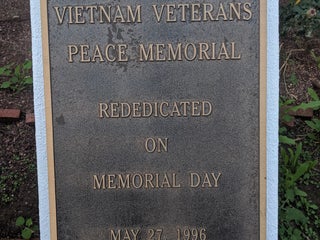 VIETNAM VETERANS
PEACE MEMORIAL
REDEDICATED
ON
MEMORIAL DAY
MAY 27, 1996